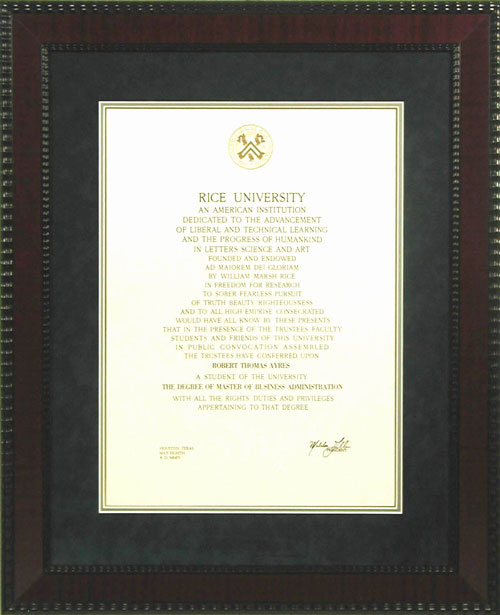 RICE UNIVERSITY
AN AMERICAN INSTITUTION
DEDICATED TO THE ADVANCEMENT
OF LIBERAL AND TECHNICAL LEARNING
AND THE PROGRESS OF HUMANKIND
IN LETTERS SCIENCE AND ART
FOUNDED AND ENDOWED
AD MAIOREM DEI GLORIAM
BY WILLIAM MARSH RICE
IN FREEDOM FOR RESEARCH
TO SOBER FEARLESS PURSUIT
OF TRUTH BEAUTY RIGHTEOUSNESS
AND TO ALL HIGH EMPRISE CONSECRATED
WOULD HAVE ALL KNOW BY THESE PRESENTS
THAT IN THE PRESENCE OF THE TRUSTEES FACULTY
STUDENTS AND FRIENDS OF THIS UNIVERSITY
IN PUBLIC CONVOCATION ASSEMBLED
THE TRUSTEES HAVE CONFERRED UPON
ROBERT THOMAS AYRES
A STUDENT OF THE UNIVERSITY
THE DEGREE OF MASTER OF BUSINESS ADMINISTRATION
WITH ALL THE RIGHTS DUTIES AND PRIVILEGES
APPERTAINING TO THAT DEGREE
HOUSTON, TEXAS